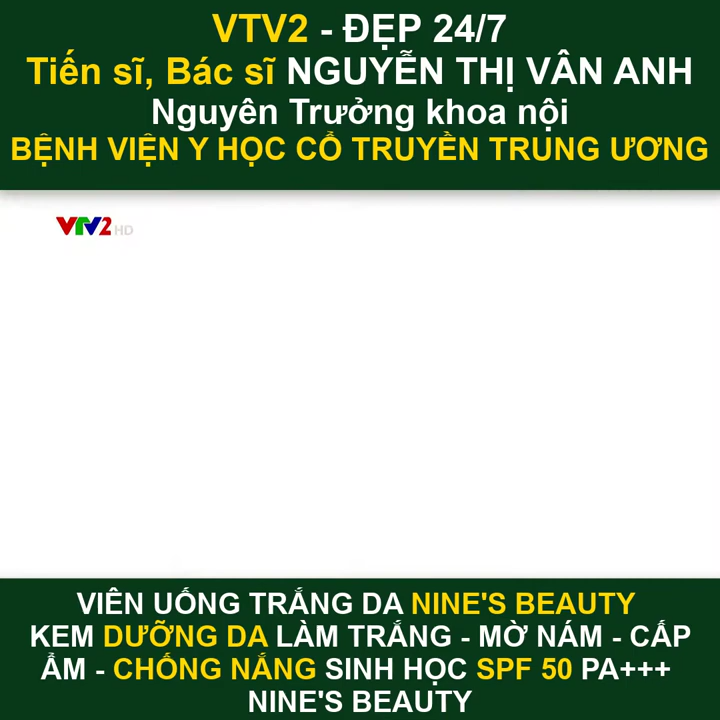 VTV2 - ĐẸP 24/7
Tiến sĩ, Bác sĩ NGUYỄN THỊ VÂN ANH
Nguyên Trưởng khoa nội
BỆNH VIỆN Y HỌC CỔ TRUYỀN TRUNG ƯƠNG
VTV2 HD
VIÊN UỐNG TRẮNG DA NINE'S BEAUTY
KEM DƯỠNG DA LÀM TRẮNG - MỜ NÁM - CẤP
ẨM - CHỐNG NẮNG SINH HỌC SPF 50 PA+++
NINE'S BEAUTY